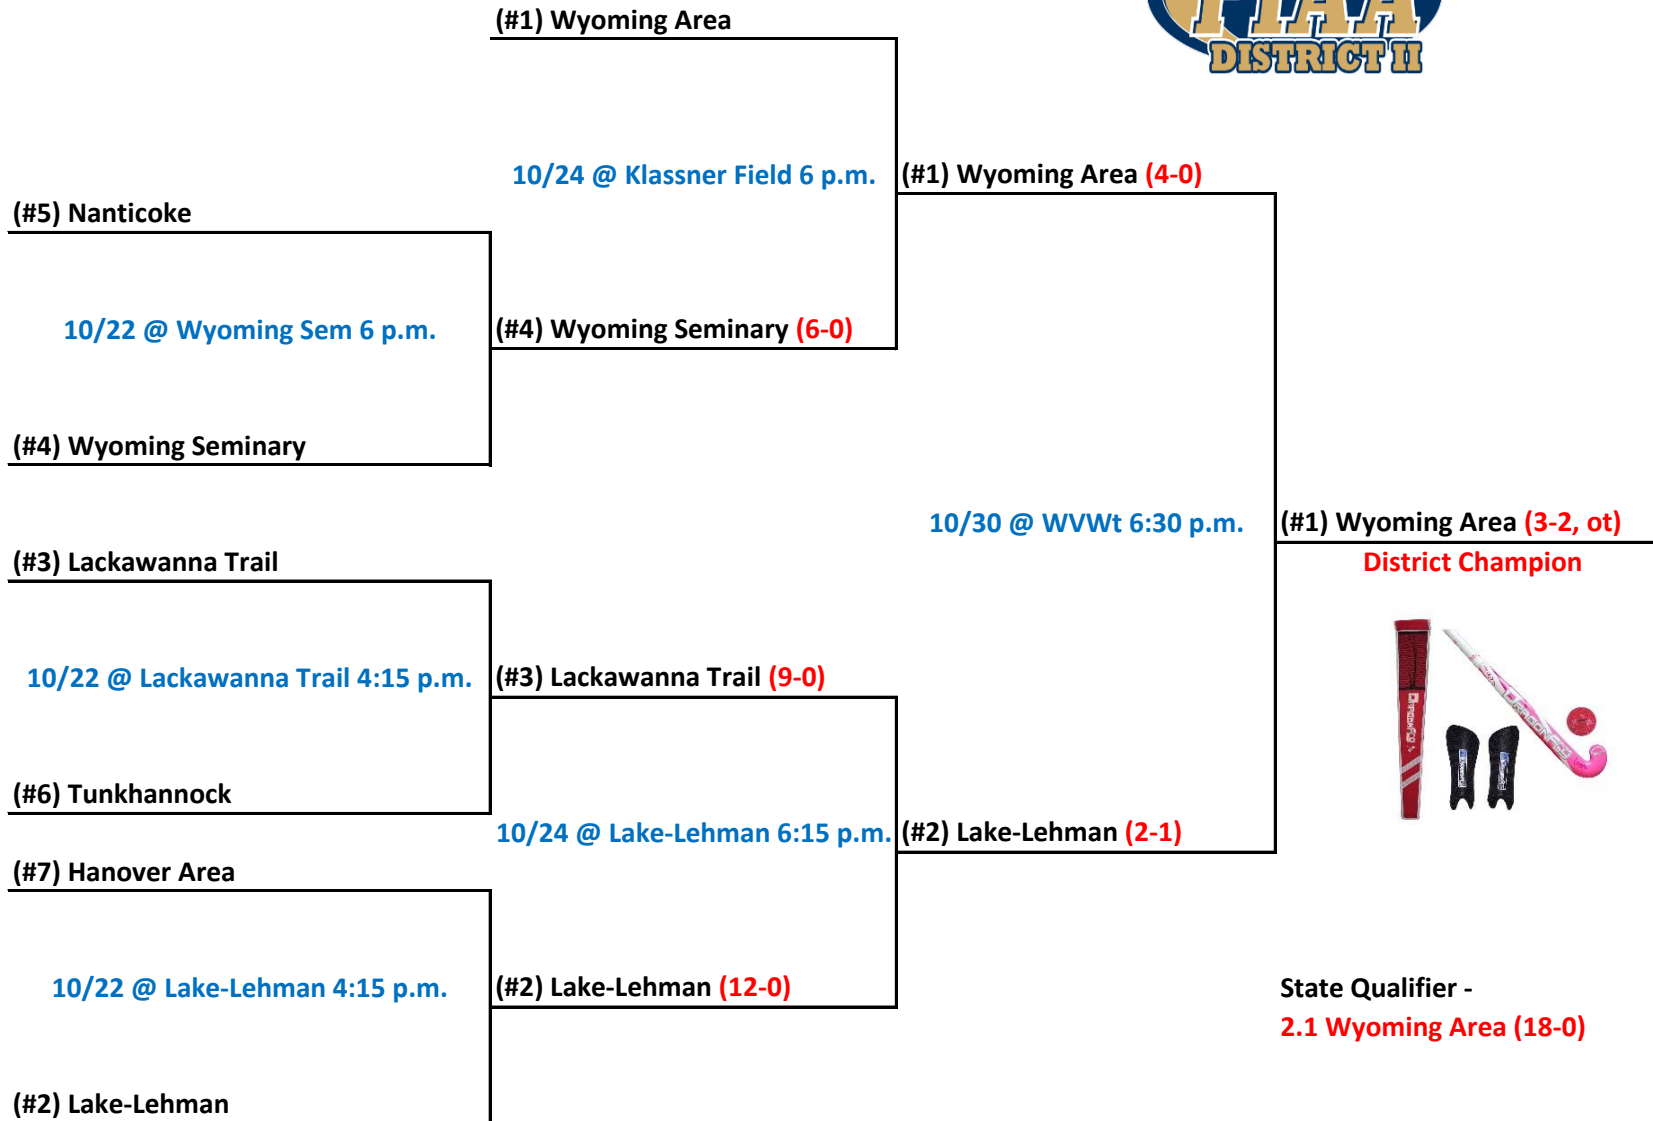 PIAA
DISTRICT II
(#1) Wyoming Area
10/24 @ Klassner Field 6 p.m.
(#1) Wyoming Area (4-0)
(#5) Nanticoke
10/22 @ Wyoming Sem 6 p.m.
(#4) Wyoming Seminary (6-0)
(#4) Wyoming Seminary
10/30 @ WVWt 6:30 p.m.
(#1) Wyoming Area (3-2, ot)
District Champion
(#3) Lackawanna Trail
10/22 @ Lackawanna Trail 4:15 p.m.
(#3) Lackawanna Trail (9-0)
(#6) Tunkhannock
10/24 @ Lake-Lehman 6:15 p.m.
(#2) Lake-Lehman (2-1)
(#7) Hanover Area
10/22 @ Lake-Lehman 4:15 p.m.
(#2) Lake-Lehman (12-0)
State Qualifier -
2.1 Wyoming Area (18-0)
(#2) Lake-Lehman